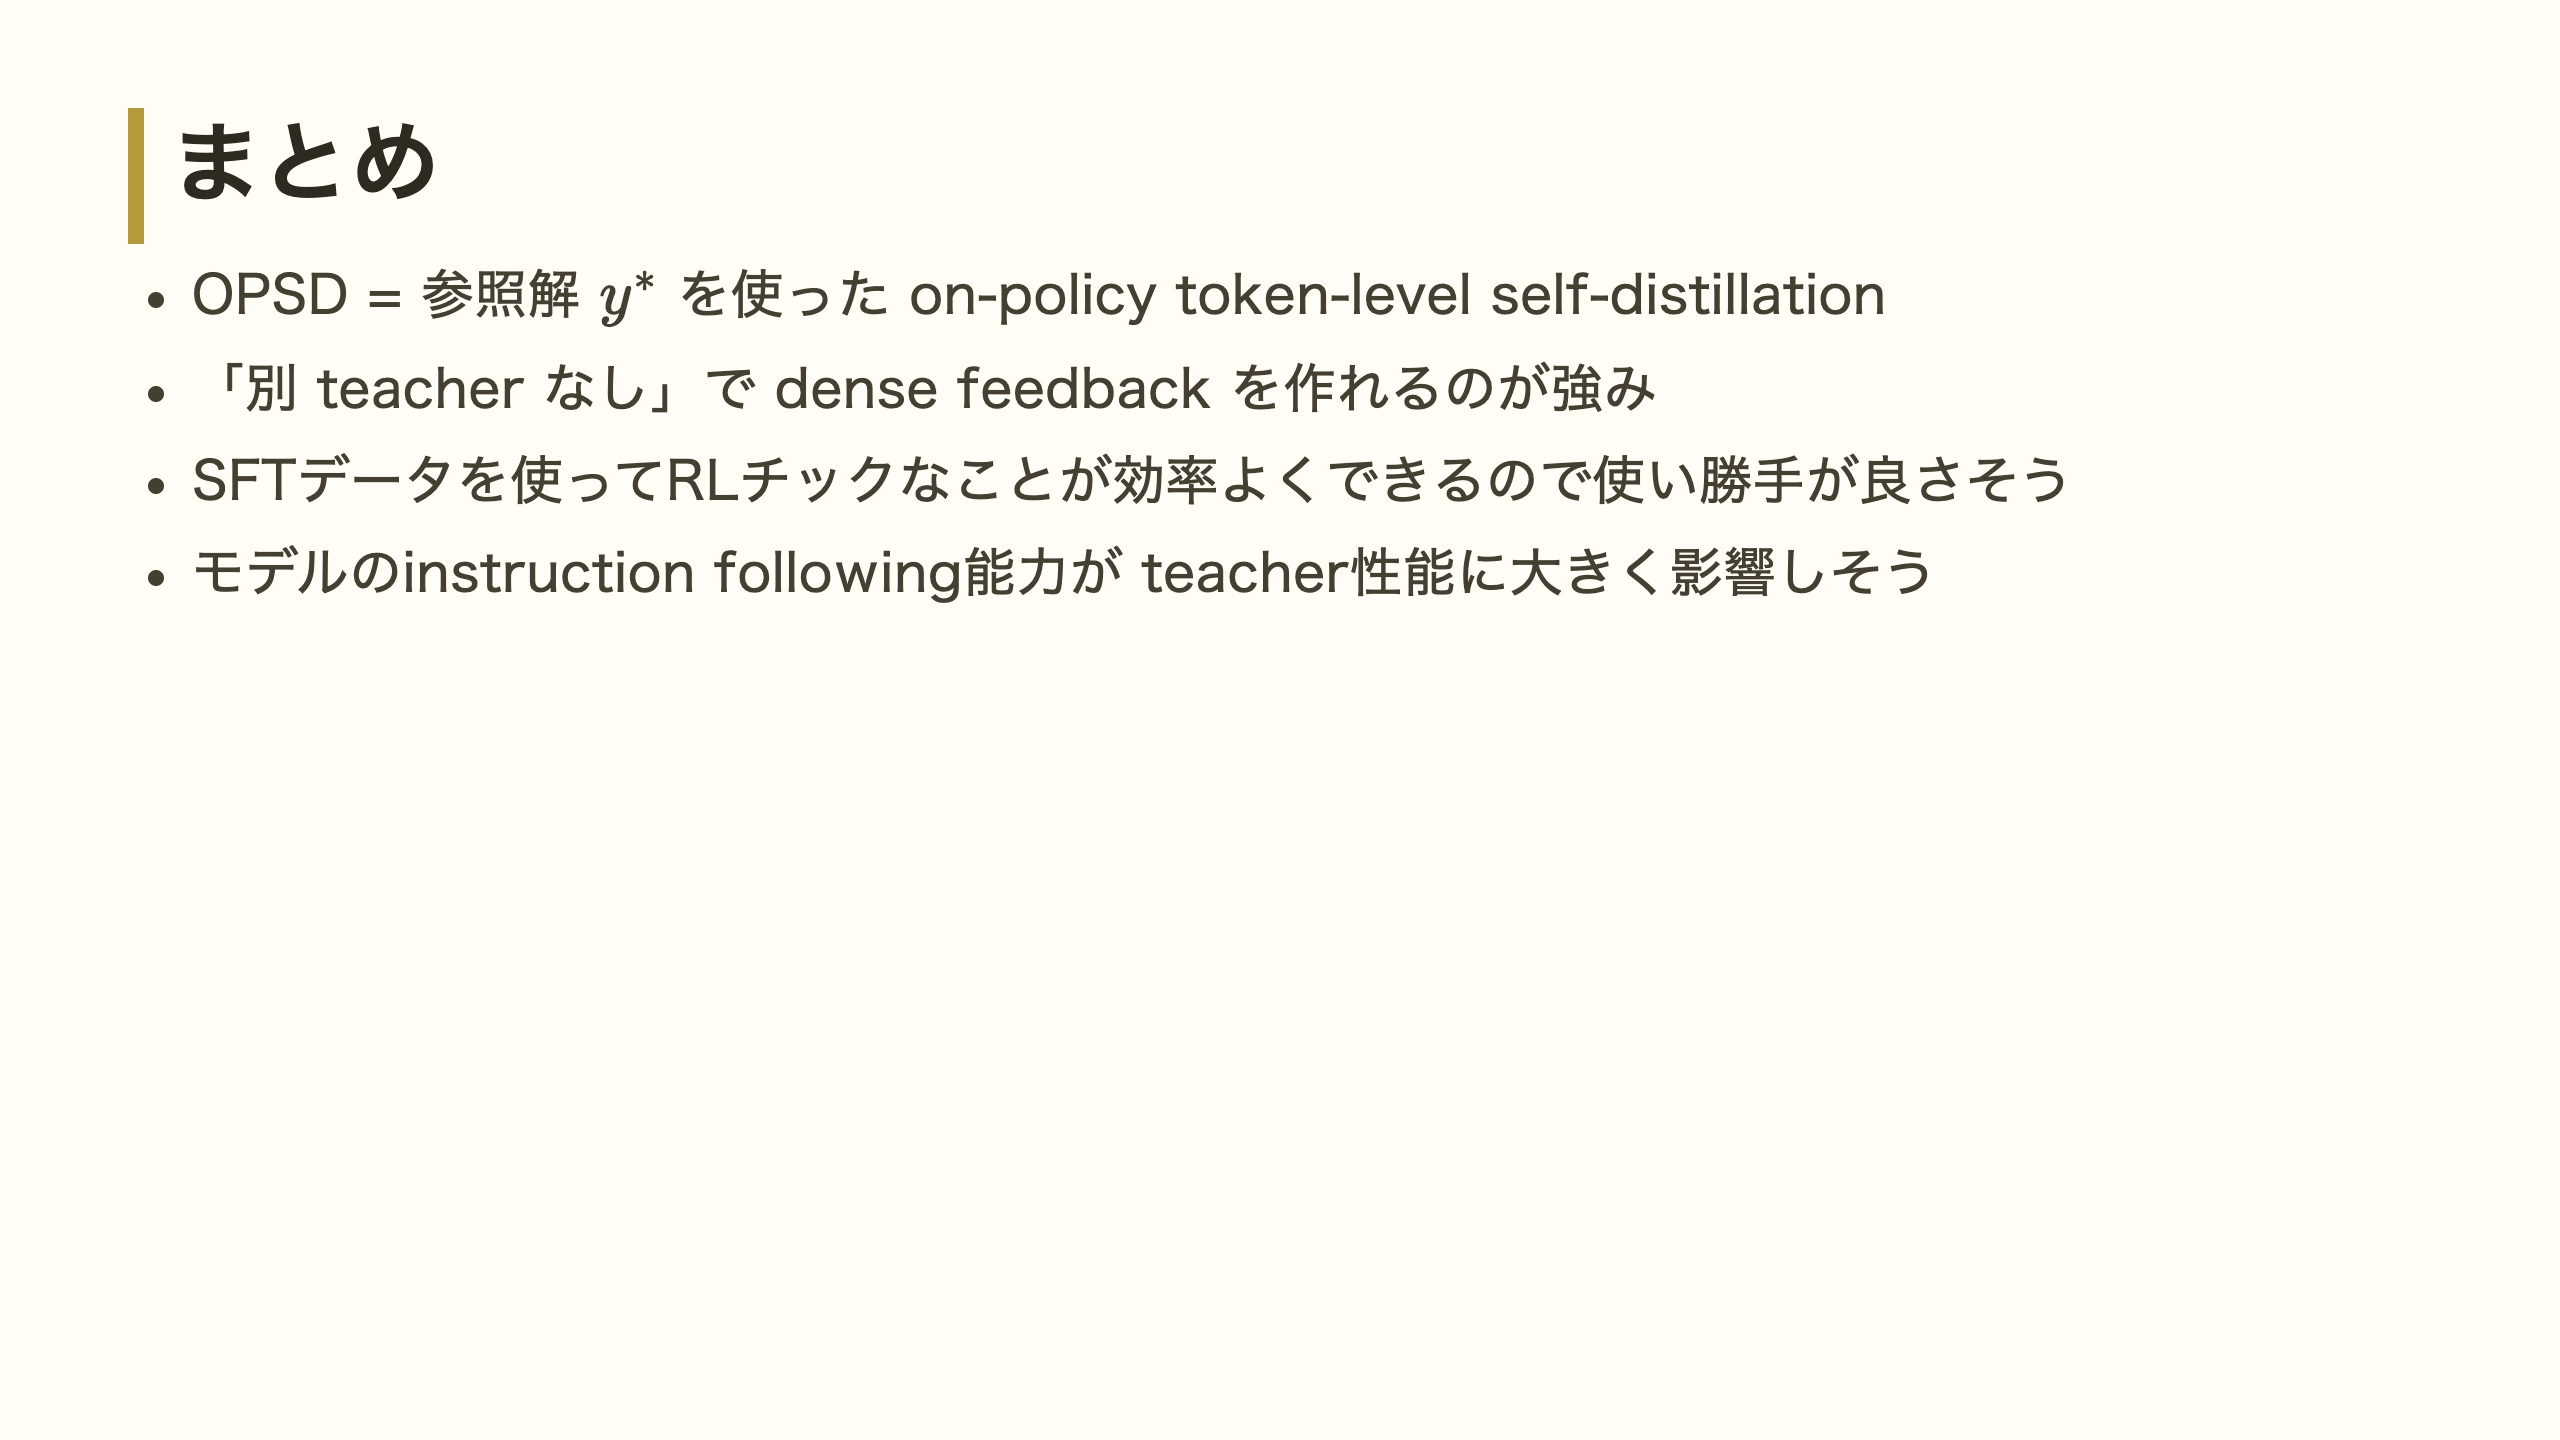 まとめ
• OPSD = 参照解 y* を使った on-policy token-level self-distillation
• 「別 teacher なし」で dense feedback を作れるのが強み
• SFTデータを使ってRLチックなことが効率よくできるので使い勝手が良さそう
• モデルのinstruction following能力が teacher性能に大きく影響しそう